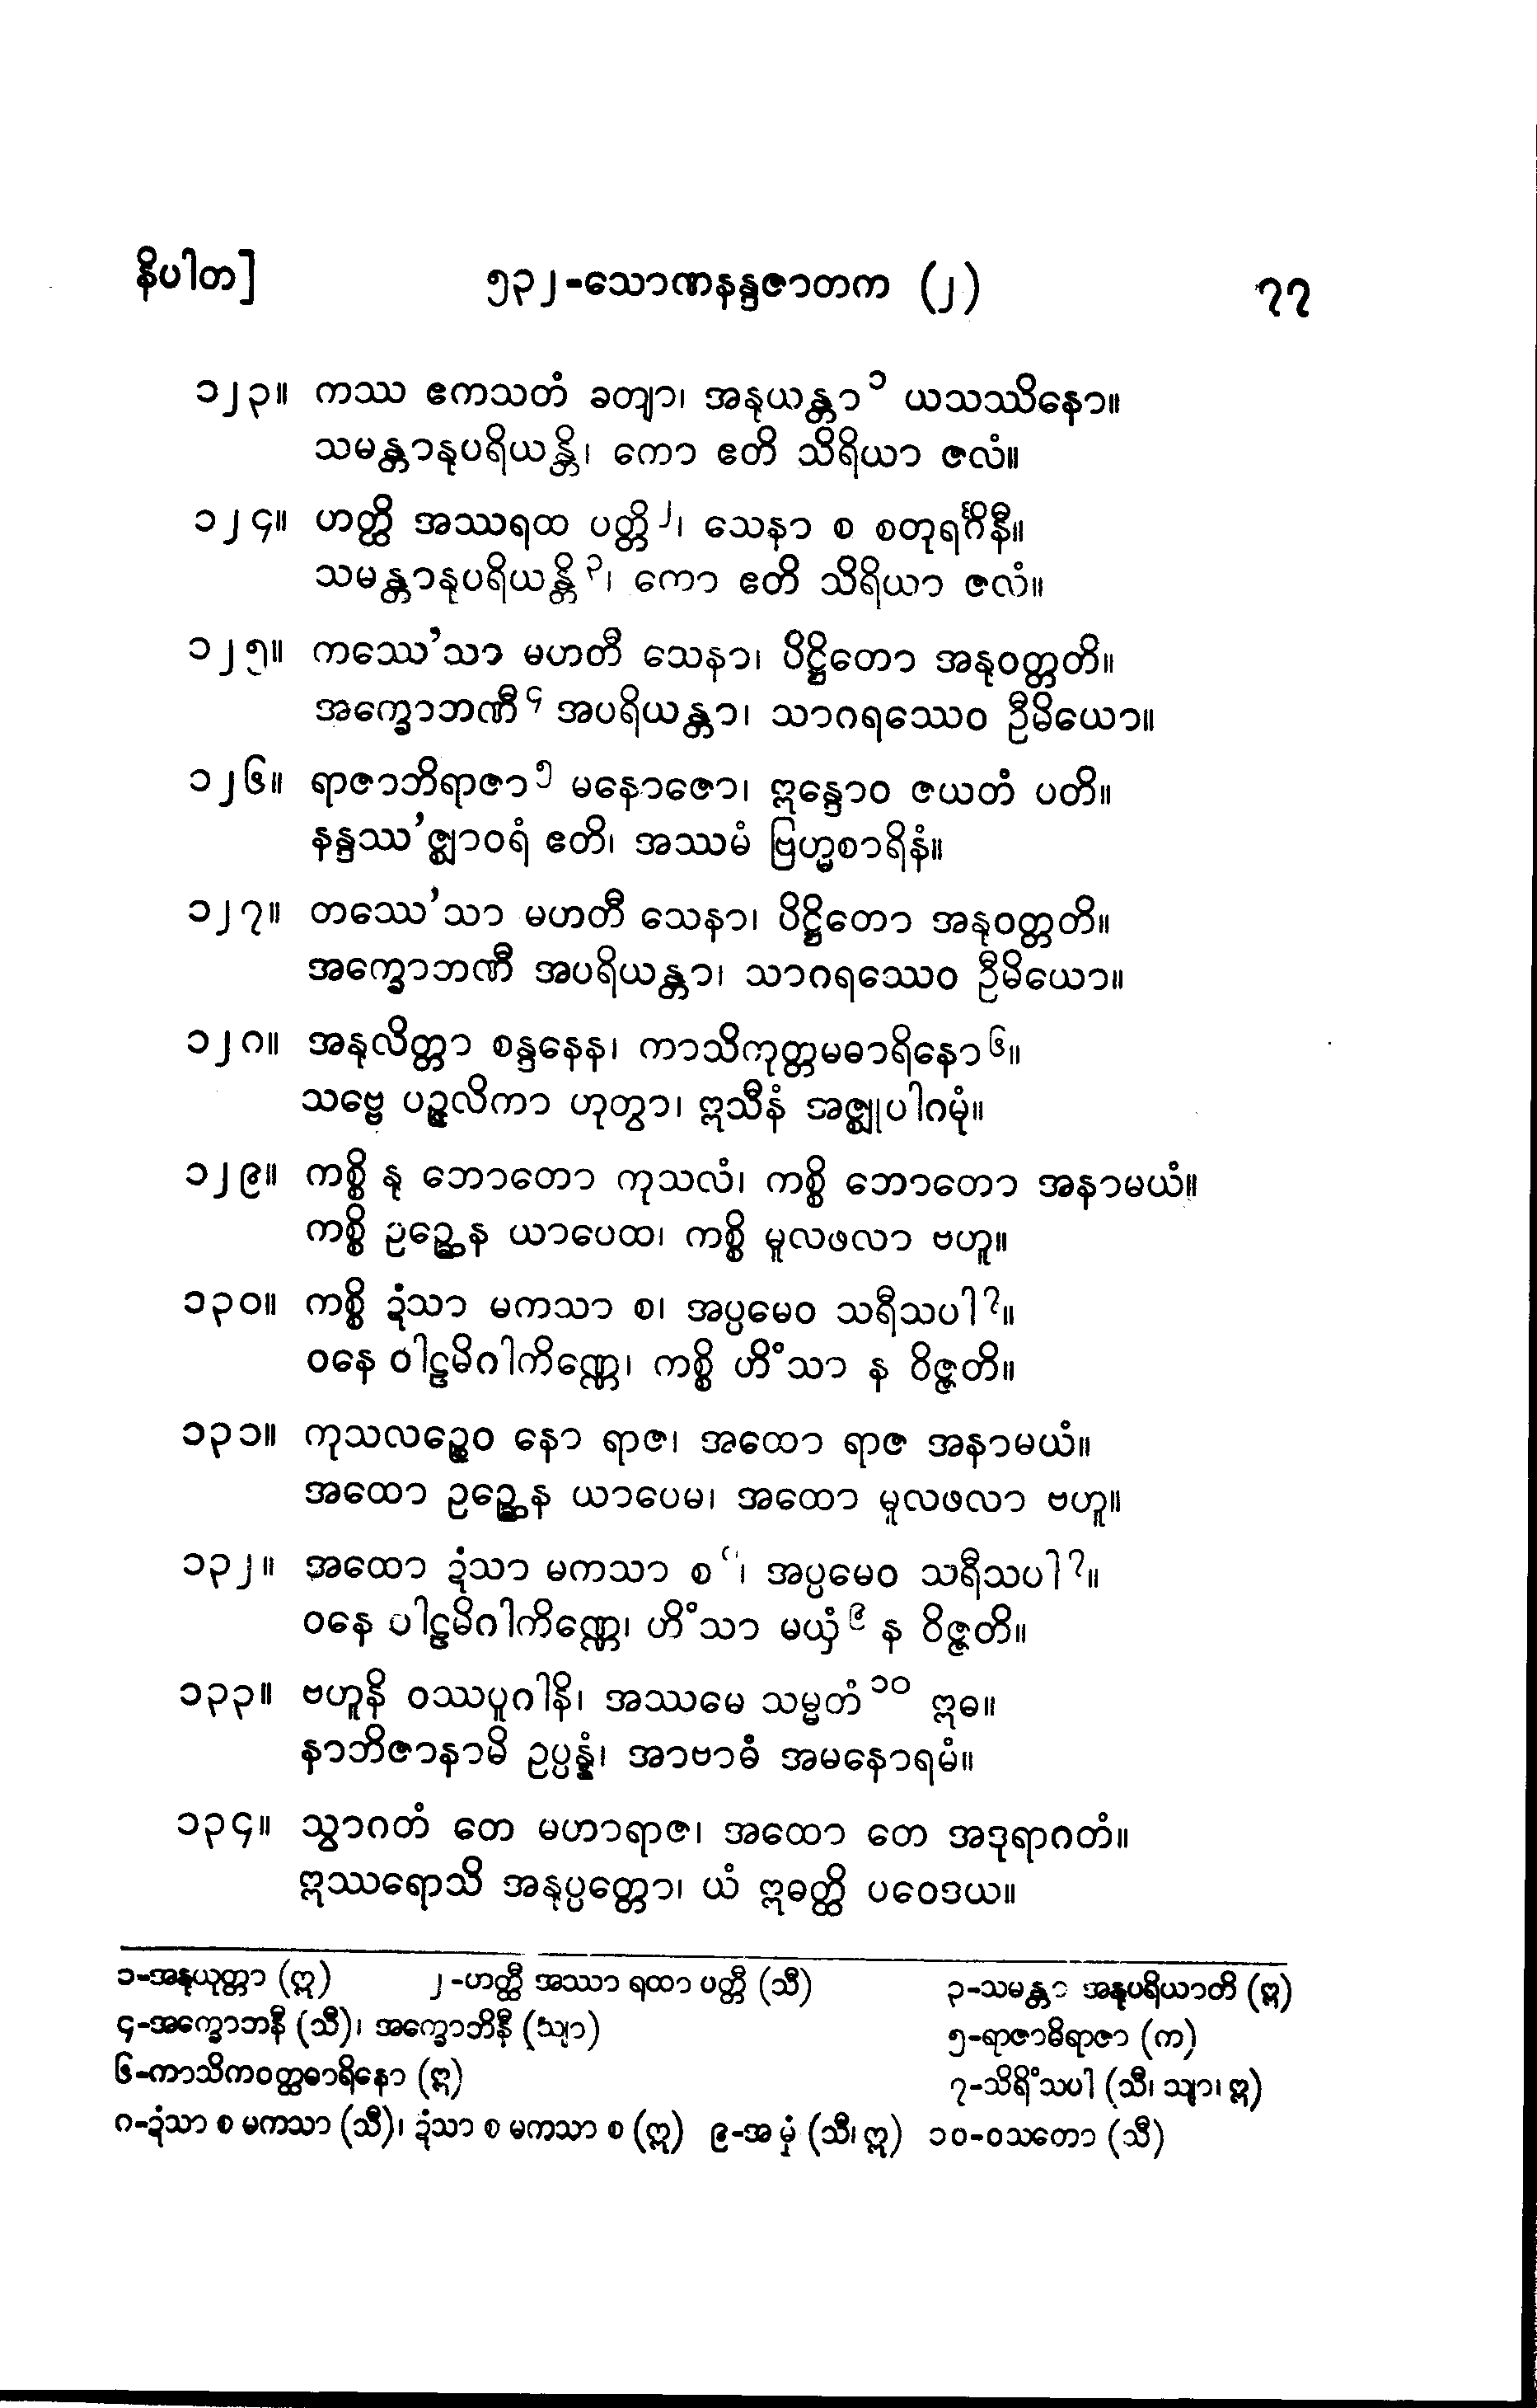 နိပါတ] ၅၃၂-သောဏနန္ဒဇာတက (၂) ၇၇
၁၂၃။ ကဿ ဧကသတံ ခတျာ၊ အနုယန္တာ ၁ ယသဿိနော။
သမန္တာနုပရိယန္တိ၊ ကော ဧတိ သိရိယာ ဇလံ။
၁၂၄။ ဟတ္ထိ အဿရထ ပတ္တိ ၂၊ သေနာ စ စတုရင်္ဂိနီ။
သမန္တာနုပရိယန္တိ ၃၊ ကော ဧတိ သိရိယာ ဇလံ။
၁၂၅။ ကဿေ’သာ မဟတီ သေနာ၊ ပိဋ္ဌိတော အနုဝတ္တတိ။
အက္ခောဘဏီ ၄ အပရိယန္တာ၊ သာဂရဿေဝ ဦမိယော။
၁၂၆။ ရာဇာဘိရာဇာ ၅ မနောဇော၊ ဣန္ဒောဝ ဇယတံ ပတိ။
နန္ဒဿ’ဇ္ဈာဝရံ ဧတိ၊ အဿမံ ဗြဟ္မစာရိနံ။
၁၂၇။ တဿေ’သာ မဟတီ သေနာ၊ ပိဋ္ဌိတော အနုဝတ္တတိ။
အက္ခောဘဏီ အပရိယန္တာ၊ သာဂရဿေဝ ဦမိယော။
၁၂၈။ အနုလိတ္တာ စန္ဒနေန၊ ကာသိကုတ္တမဓာရိနော ၆။
သဗ္ဗေ ပဉ္ဇလိကာ ဟုတွာ၊ ဣသီနံ အဇ္ဈုပါဂမုံ။
၁၂၉။ ကစ္စိ နု ဘောတော ကုသလံ၊ ကစ္စိ ဘောတော အနာမယံ။
ကစ္စိ ဥဉ္ဆေန ယာပေထ၊ ကစ္စိ မူလဖလာ ဗဟူ။
၁၃၀။ ကစ္စိ ဍံသာ မကသာ စ၊ အပ္ပမေဝ သရီသပါ ၇။
ဝနေ ဝါဠမိဂါကိဏ္ဏေ၊ ကစ္စိ ဟိံသာ န ဝိဇ္ဇတိ။
၁၃၁။ ကုသလဉ္စေဝ နော ရာဇ၊ အထော ရာဇ အနာမယံ။
အထော ဥဉ္ဆေန ယာပေမ၊ အထော မူလဖလာ ဗဟူ။
၁၃၂။ အထော ဍံသာ မကသာ စ ၈၊ အပ္ပမေဝ သရီသပါ ၇။
ဝနေ ဝါဠမိဂါကိဏ္ဏေ၊ ဟိံသာ မယှံ ၉ န ဝိဇ္ဇတိ။
၁၃၃။ ဗဟူနိ ဝဿပူဂါနိ၊ အဿမေ သမ္မတံ ၁၀ ဣဓ။
နာဘိဇာနာမိ ဥပ္ပန္နံ၊ အာဗာဓံ အမနောရမံ။
၁၃၄။ သွာဂတံ တေ မဟာရာဇ၊ အထော တေ အဒုရာဂတံ။
ဣဿရောသိ အနုပ္ပတ္တော၊ ယံ ဣဓတ္ထိ ပဝေဒယ။
၁-အနုယုတ္တာ (ဣ) ၂-ဟတ္ထီ အဿာ ရထာ ပတ္တီ (သီ) ၃-သမန္တာ အနုပရိယာတိ (ဣ)
၄-အက္ခောဘနီ (သီ)၊ အက္ခောဘိနီ (သျာ) ၅-ရာဇာဓိရာဇာ (က)
၆-ကာသိကဝတ္ထဓာရိနော (ဣ) ၇-သိရိံသပါ (သီ၊ သျာ၊ ဣ)
၈-ဍံသာ စ မကသာ (သီ)၊ ဍံသာ စ မကသာ စ (ဣ) ၉-အမှံ (သီ၊ ဣ) ၁၀-ဝသတော (သီ)